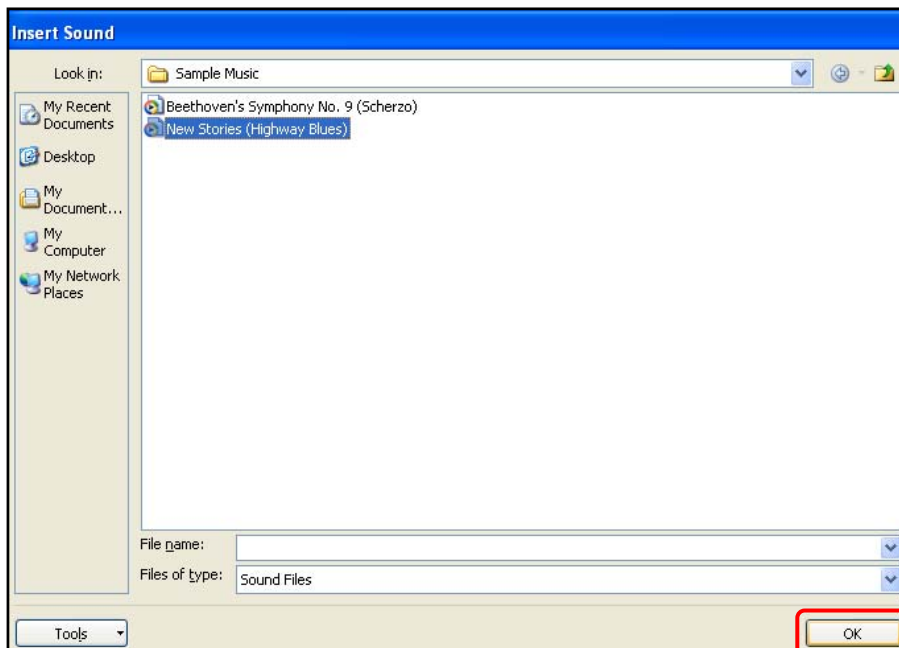 Insert Sound
Look in:
Sample Music
My Recent
Documents
Desktop
My
Document...
My
Computer
My Network
Places
Beethoven's Symphony No. 9 (Scherzo)
New Stories (Highway Blues)
File name:
Files of type:
Sound Files
Tools
OK